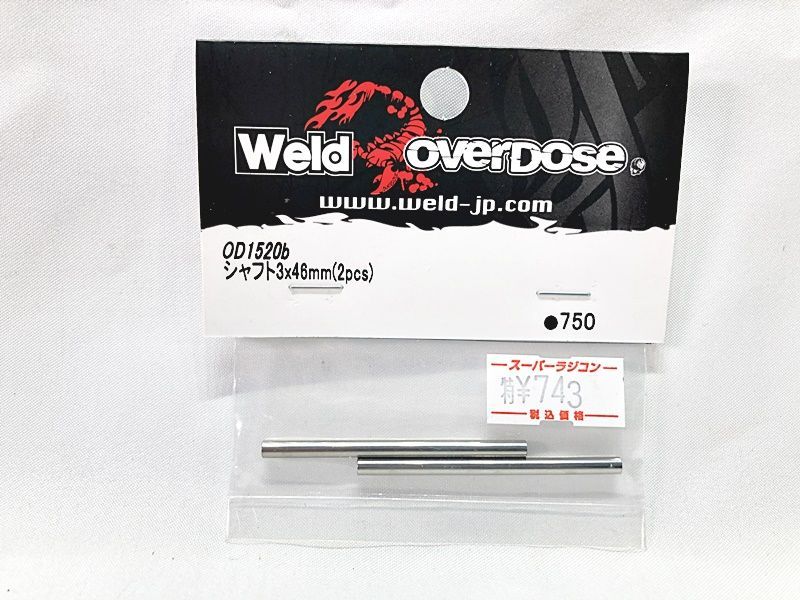 Weld OVERDOSE
www.weld-jp.com
OD1520b
シャフト3x46mm(2pcs)
●750
スーパーラジコン
特¥743
税込価格